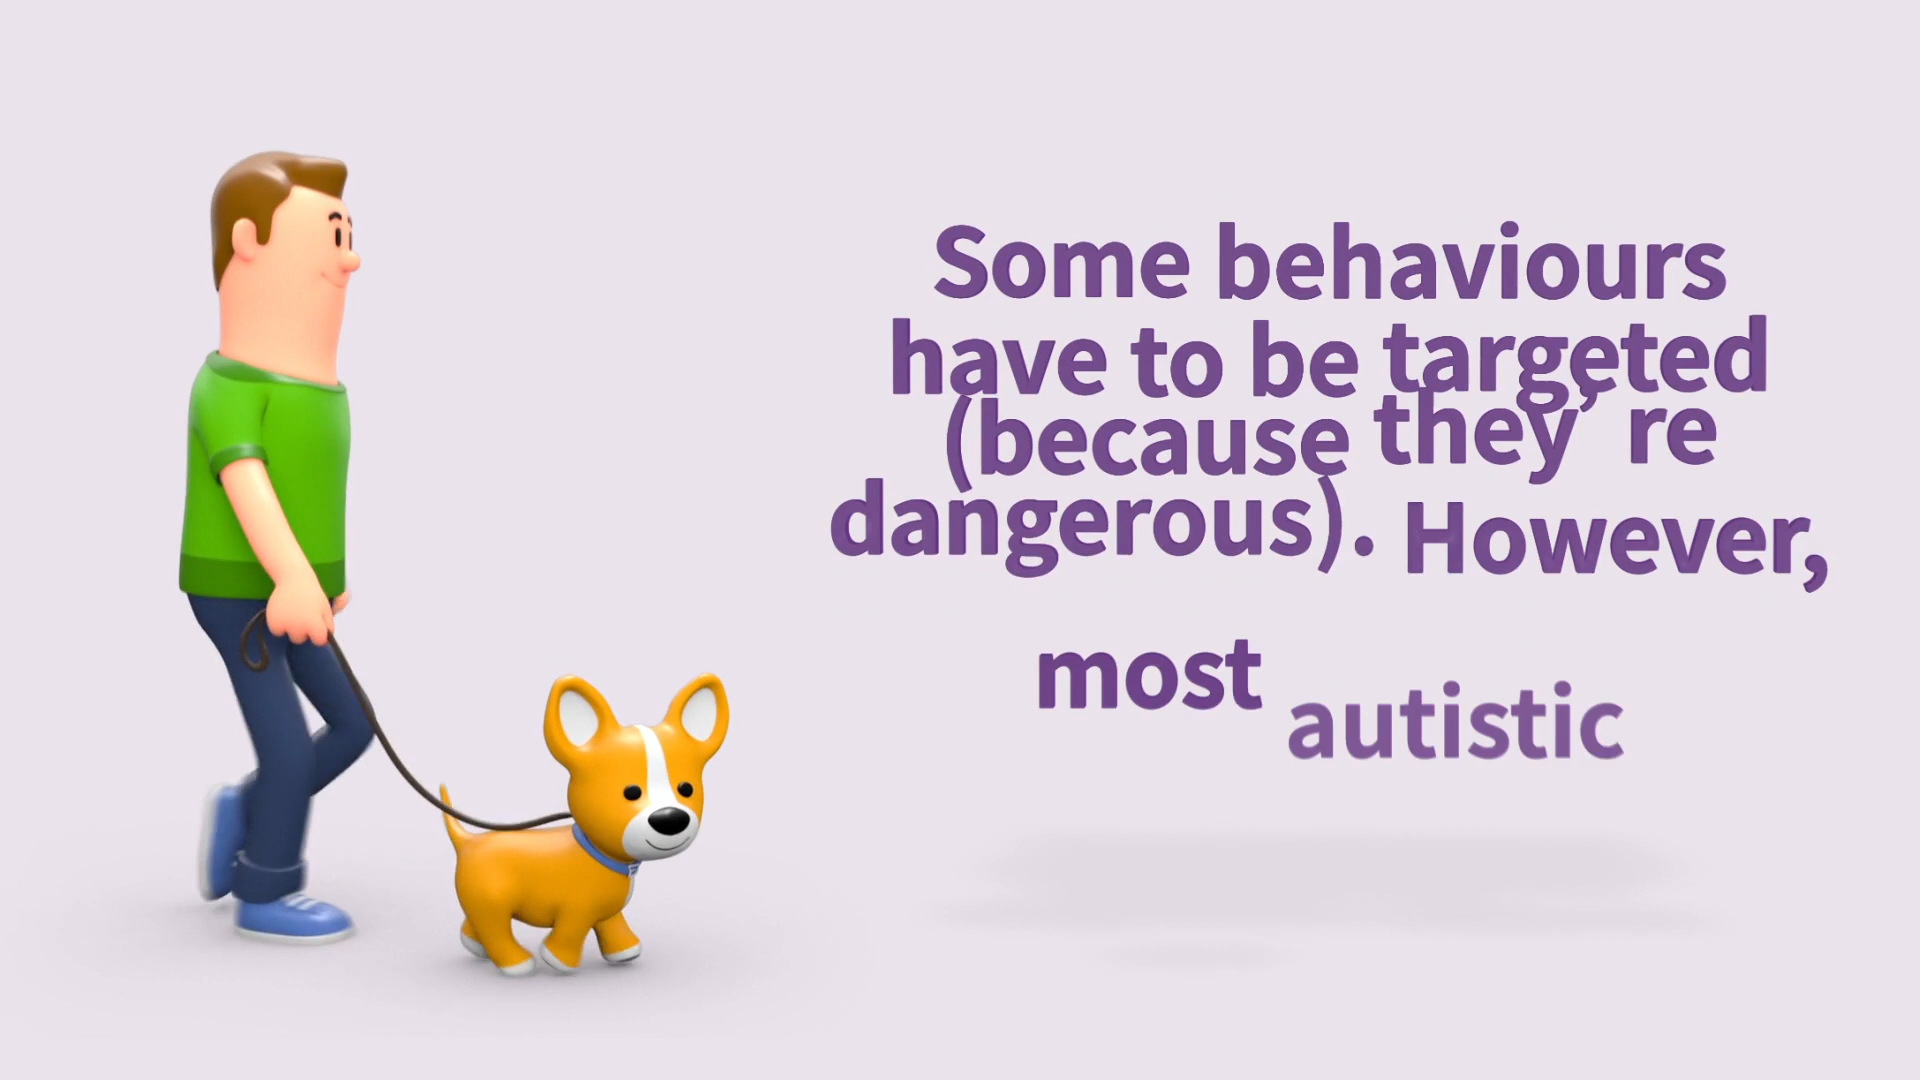 Some behaviours
have to be targeted
(because they’re
dangerous). However,
most autistic